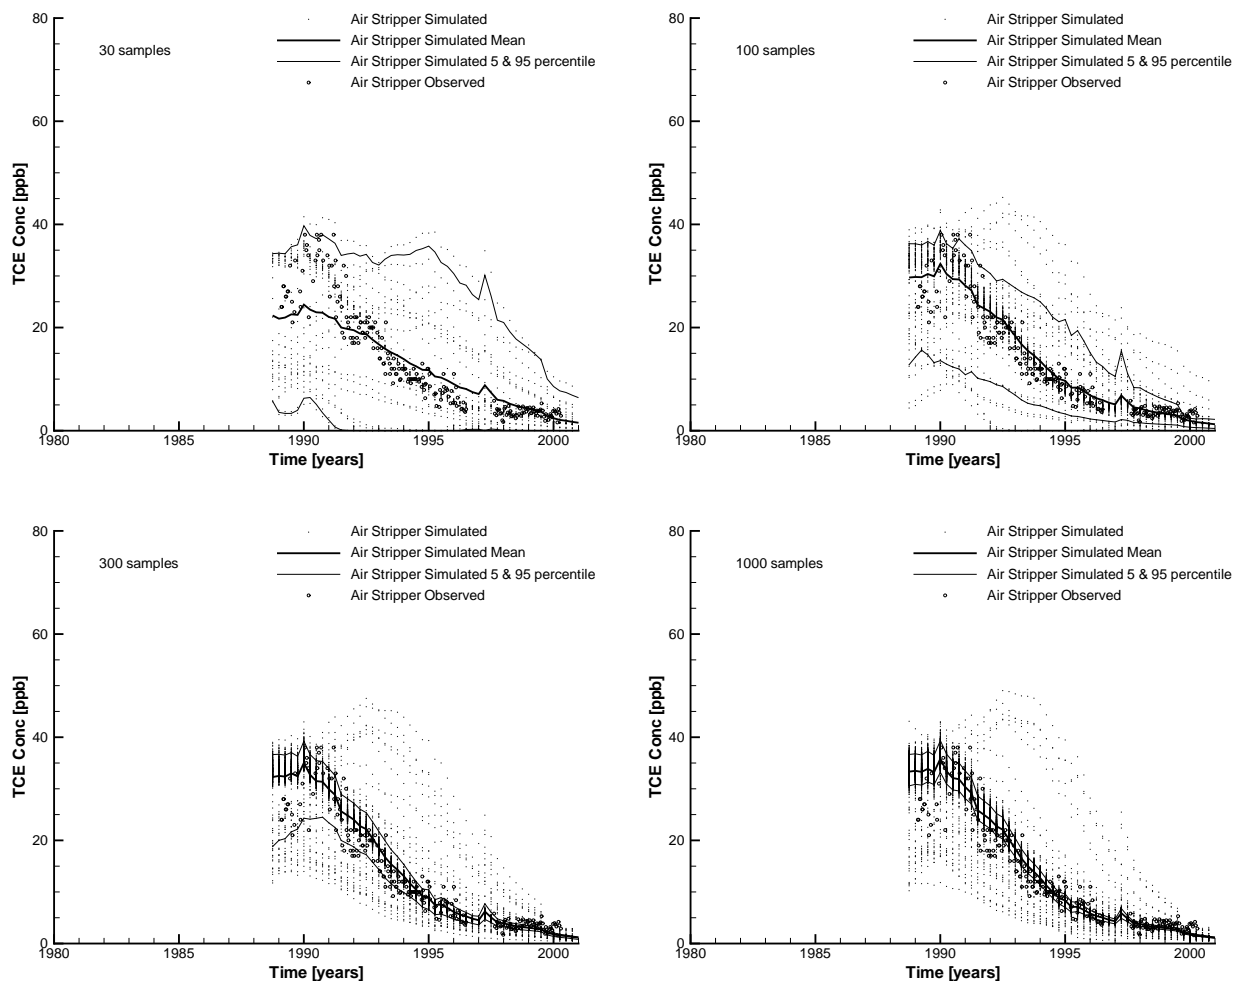 80
60
40
20
0
TCE Conc [ppb]
30 samples
Air Stripper Simulated
Air Stripper Simulated Mean
Air Stripper Simulated 5 & 95 percentile
Air Stripper Observed
1980 1985 1990 1995 2000
Time [years]
80
60
40
20
0
TCE Conc [ppb]
100 samples
Air Stripper Simulated
Air Stripper Simulated Mean
Air Stripper Simulated 5 & 95 percentile
Air Stripper Observed
1980 1985 1990 1995 2000
Time [years]
80
60
40
20
0
TCE Conc [ppb]
300 samples
Air Stripper Simulated
Air Stripper Simulated Mean
Air Stripper Simulated 5 & 95 percentile
Air Stripper Observed
1980 1985 1990 1995 2000
Time [years]
80
60
40
20
0
TCE Conc [ppb]
1000 samples
Air Stripper Simulated
Air Stripper Simulated Mean
Air Stripper Simulated 5 & 95 percentile
Air Stripper Observed
1980 1985 1990 1995 2000
Time [years]